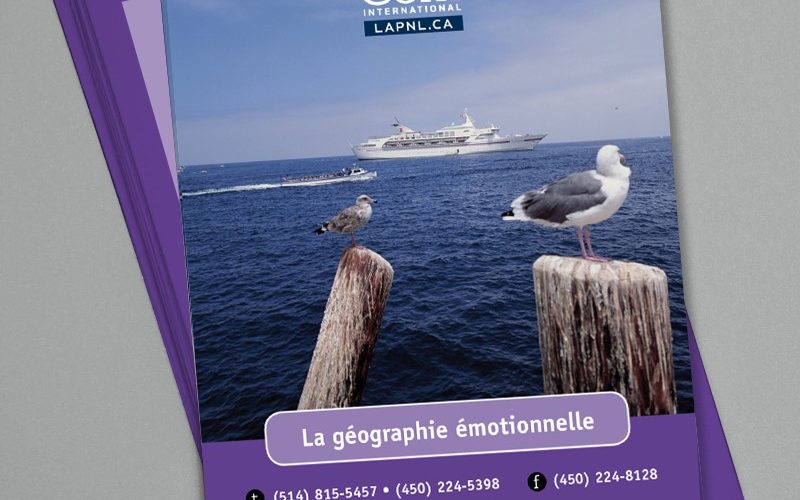 INTERNATIONAL
LAPNL.CA
La géographie émotionnelle
t (514) 815-5457 • (450) 224-5398 f (450) 224-8128